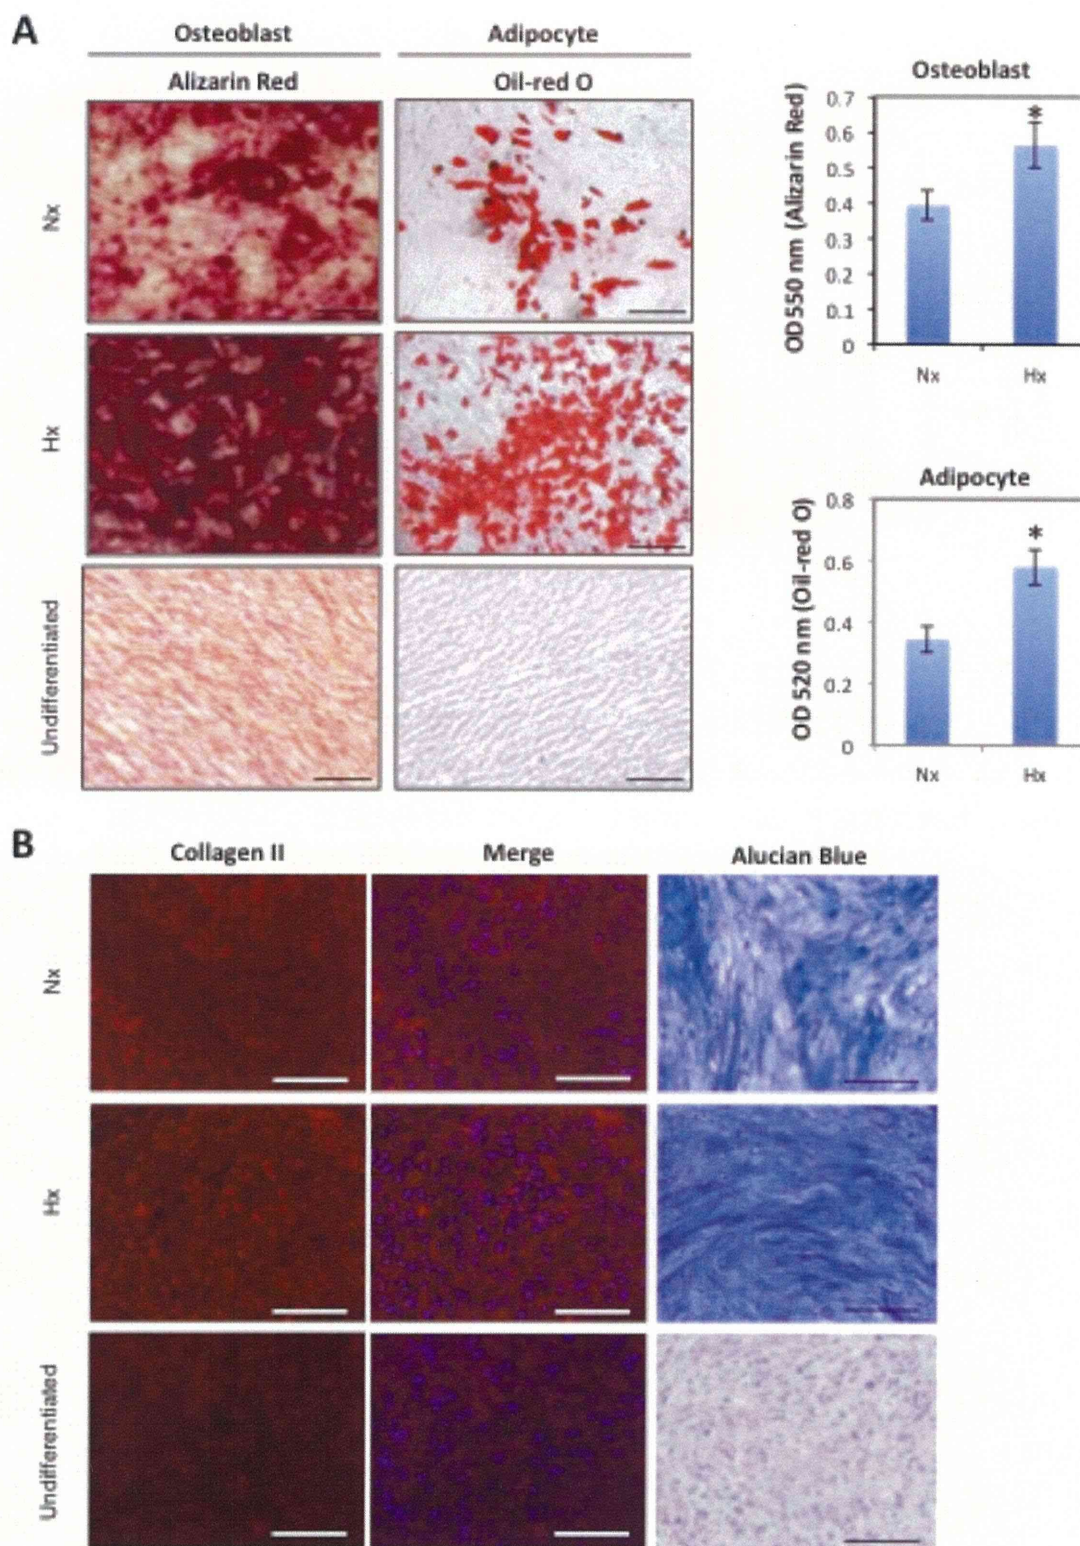 A
Osteoblast
Adipocyte
Alizarin Red
Oil-red O
Nx
Hx
Undifferentiated
Osteoblast
OD550 nm (Alizarin Red)
0.7
0.6
0.5
0.4
0.3
0.2
0.1
0
*
Nx
Hx
Adipocyte
OD 520 nm (Oil-red O)
0.8
0.6
0.4
0.2
0
*
Nx
Hx
B
Collagen II
Merge
Alucian Blue
Nx
Hx
Undifferentiated